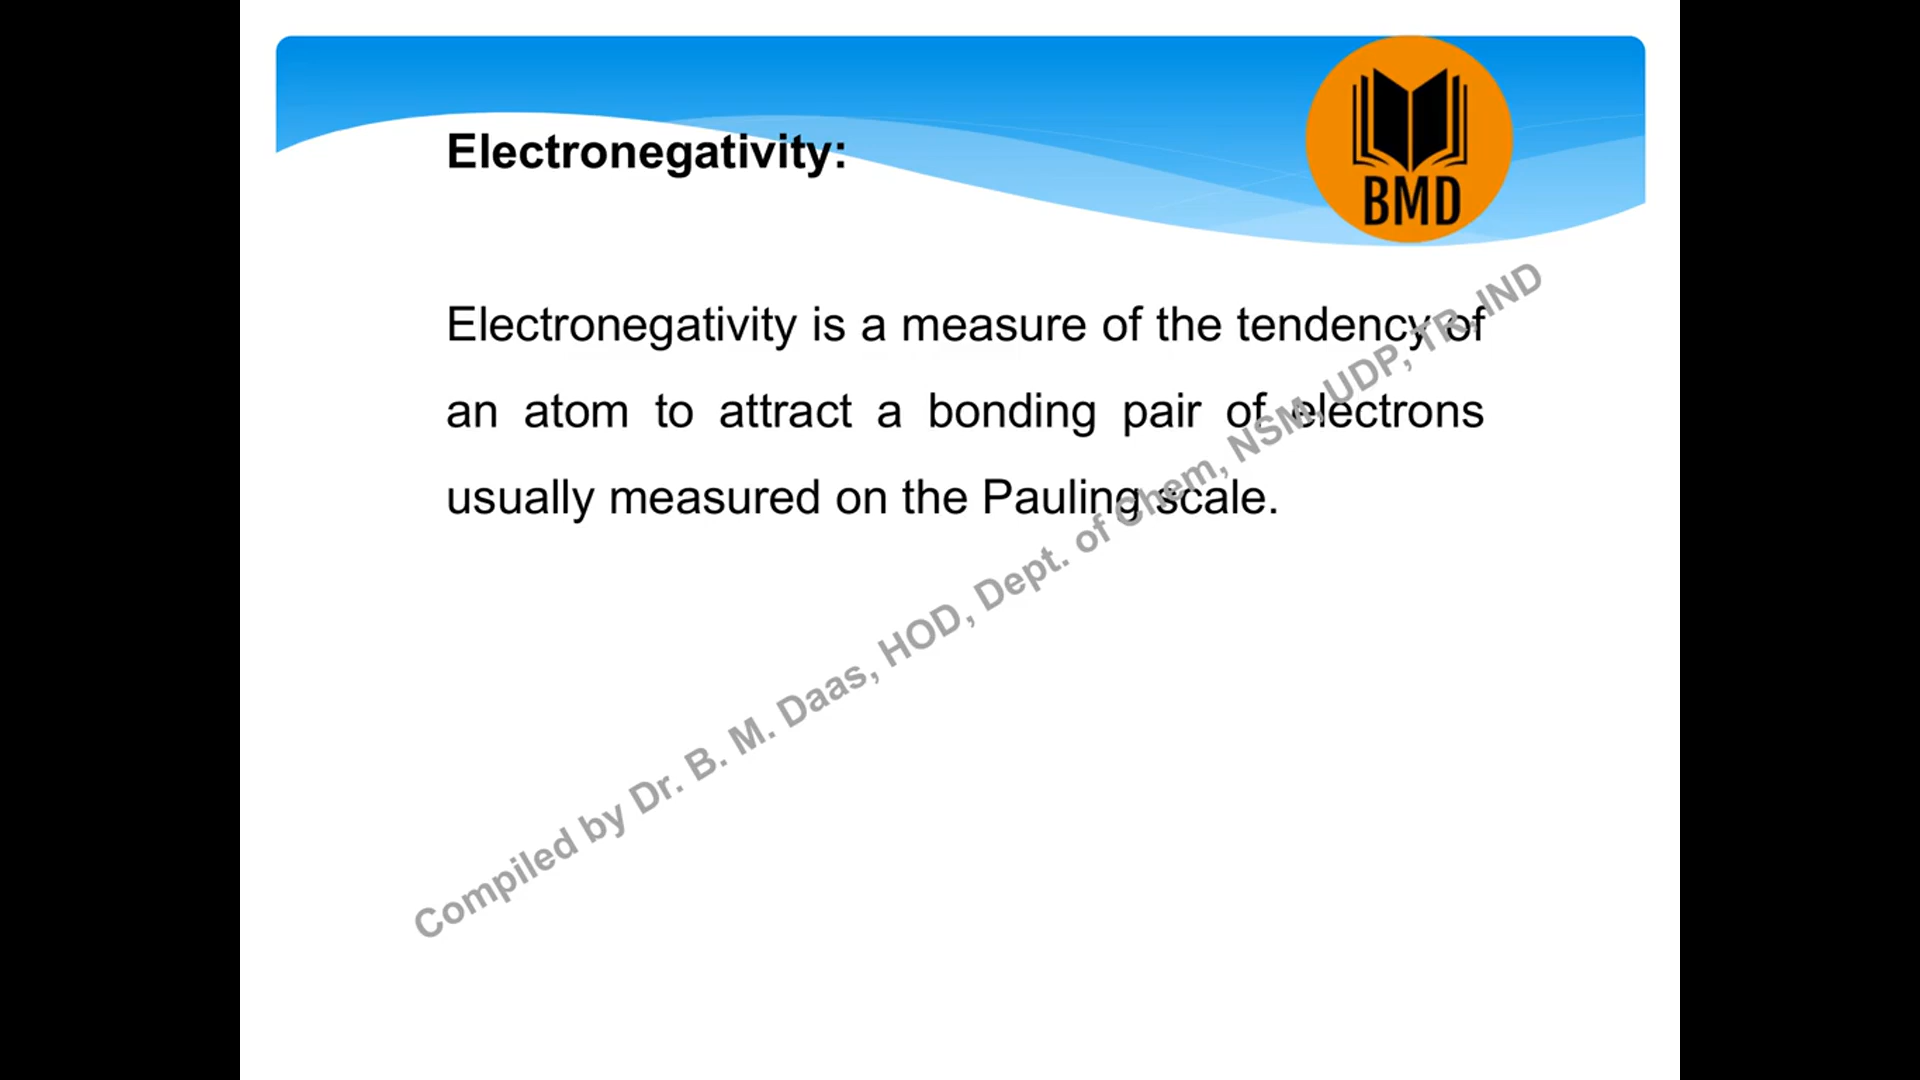 BMD
Electronegativity:
Electronegativity is a measure of the tendency of
an atom to attract a bonding pair of electrons
usually measured on the Pauling scale.
Compiled by Dr. B. M. Daas, HOD, Dept. of Chem, NSM, UDP, TR, IND